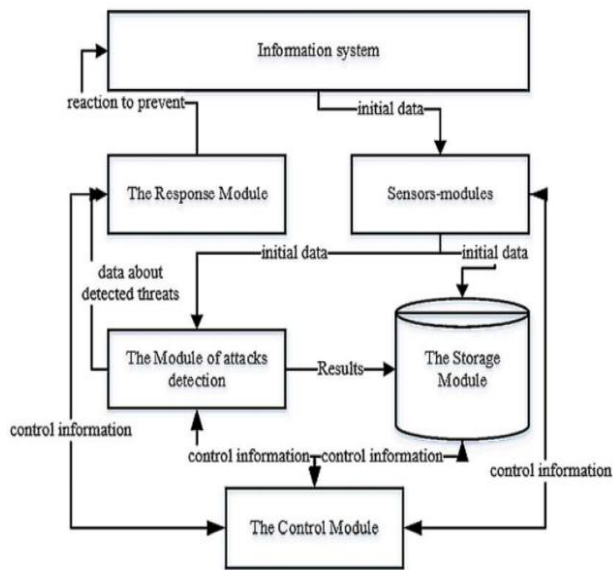 Information system
reaction to prevent
initial data
The Response Module
Sensors-modules
initial data
initial data
data about
detected threats
The Module of attacks
detection
Results
The Storage
Module
control information
control information
control information
control information
The Control Module